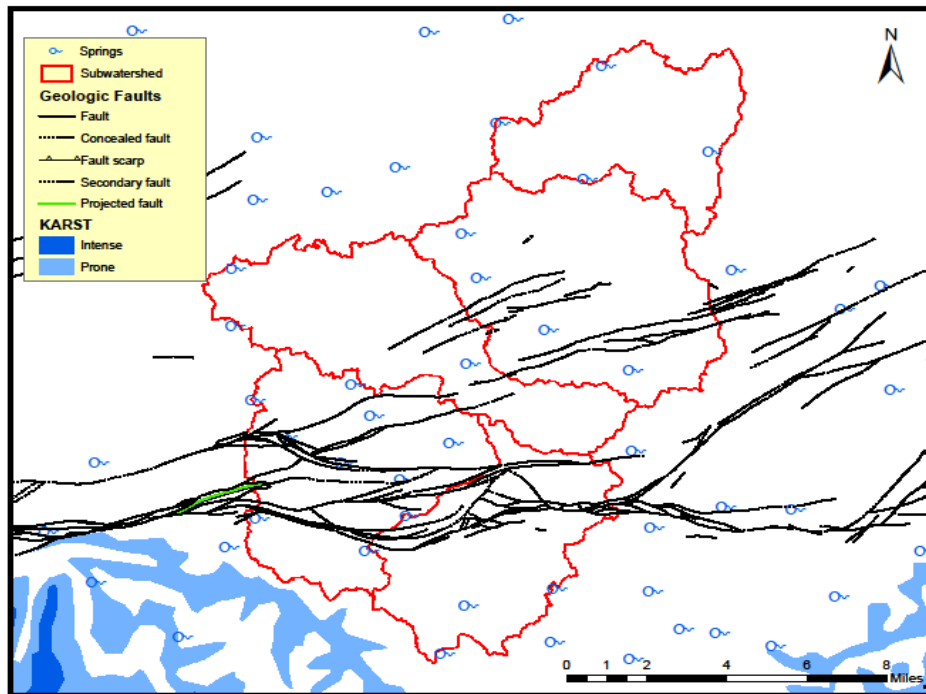 N
Springs
Subwatershed
Geologic Faults
Fault
Concealed fault
Fault scarp
Secondary fault
Projected fault
KARST
Intense
Prone
0 1 2 4 6 8
Miles